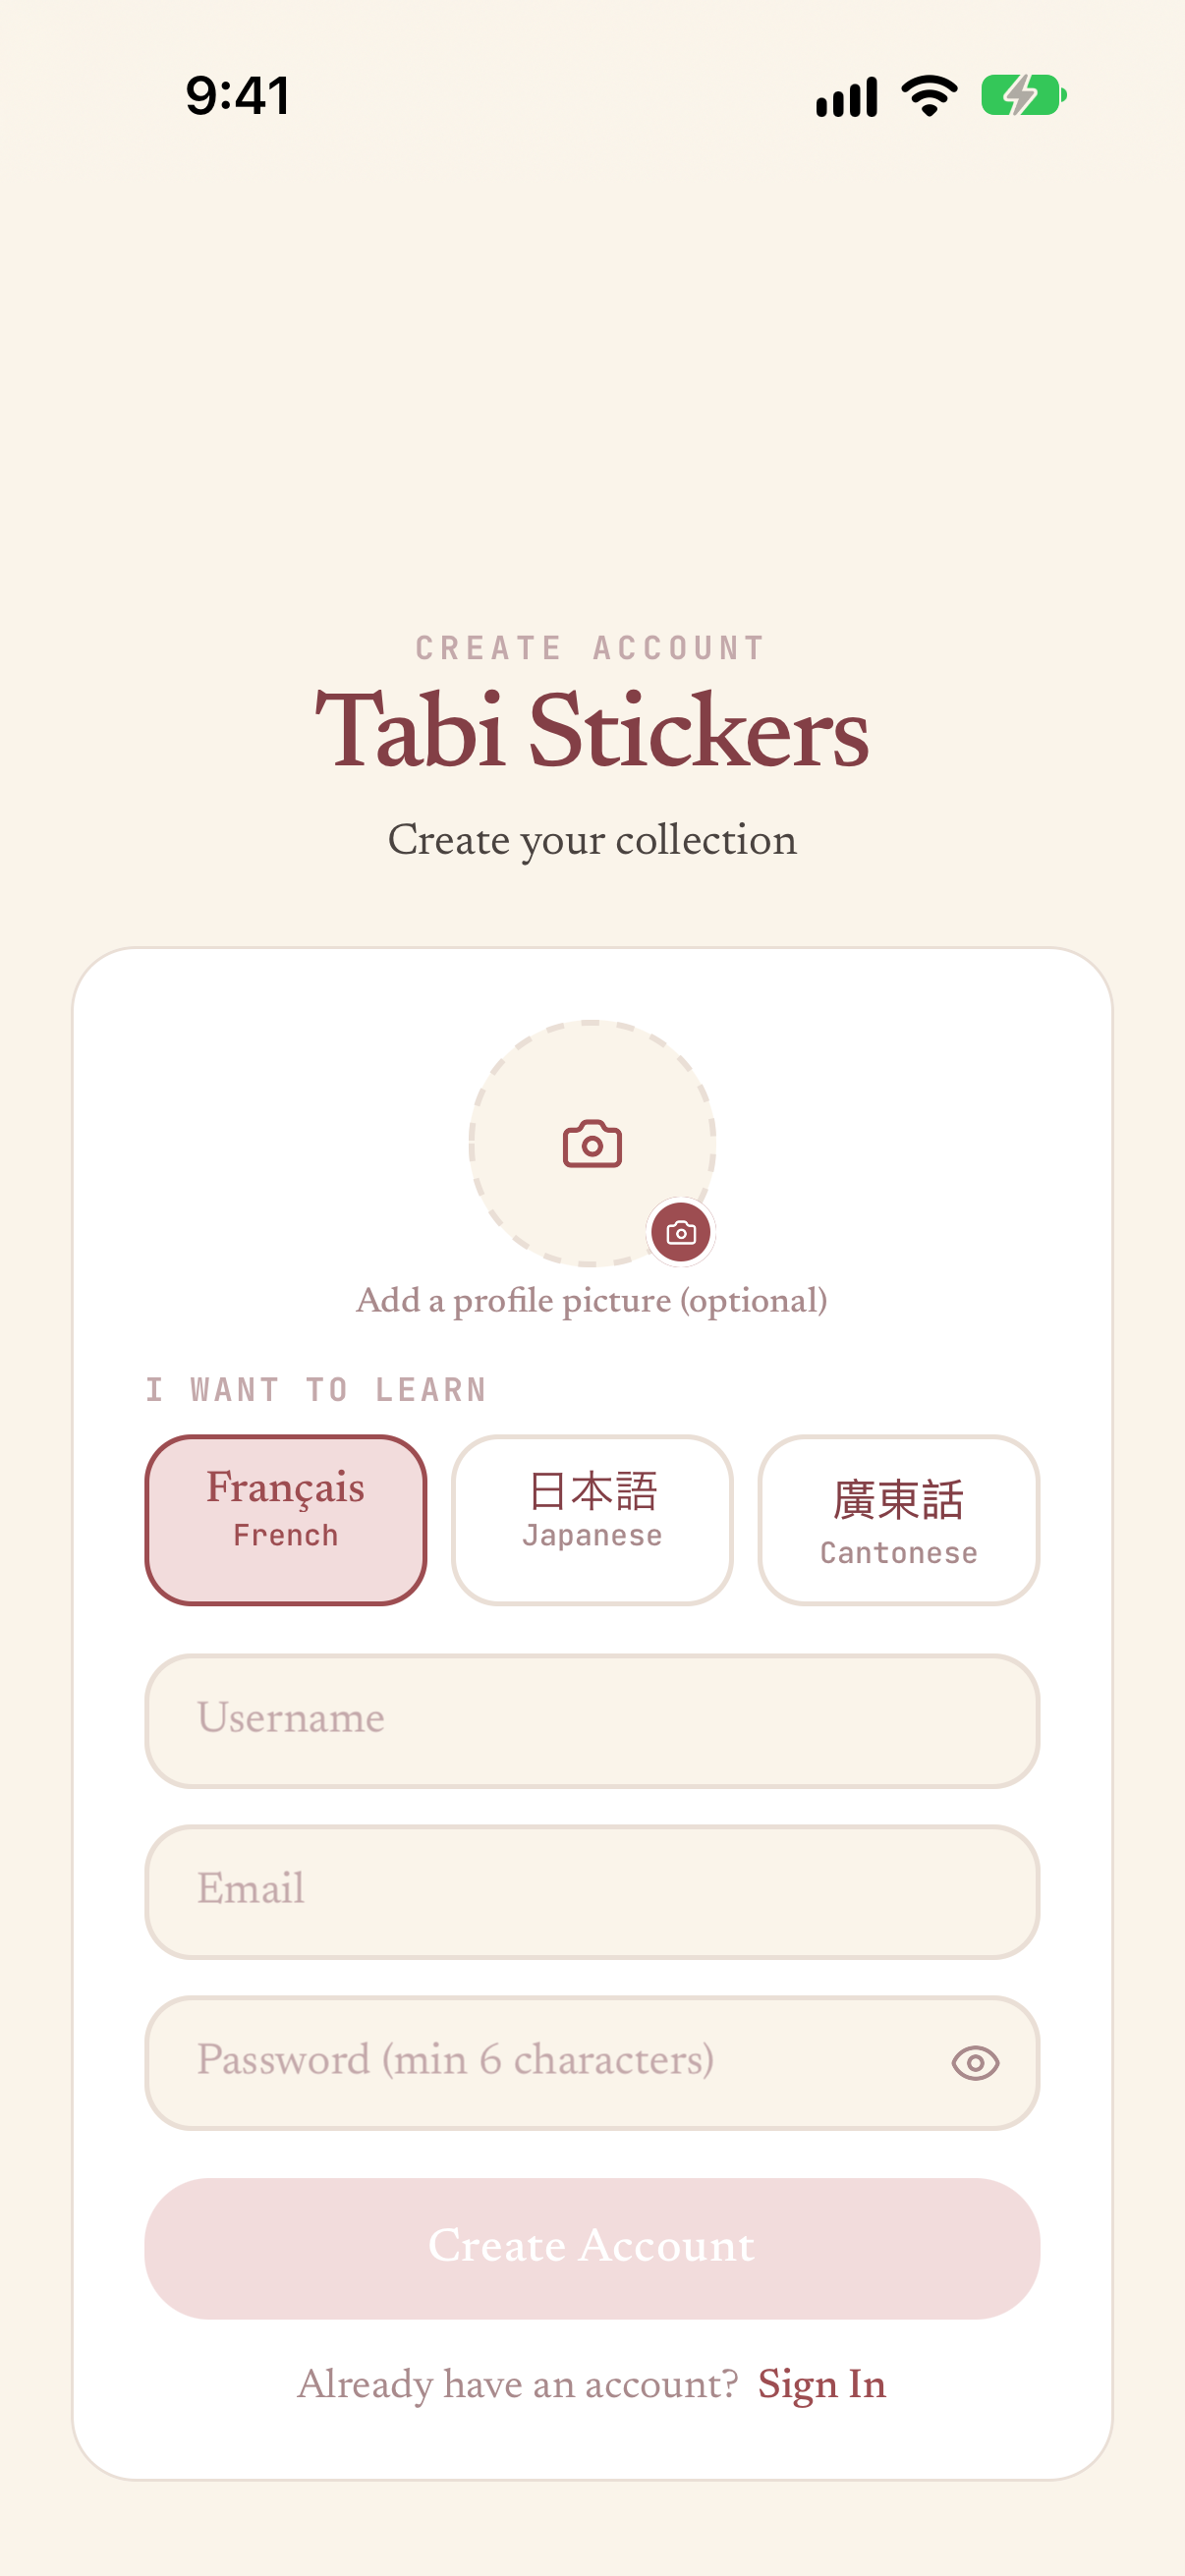 9:41
CREATE ACCOUNT
Tabi Stickers
Create your collection
Add a profile picture (optional)
I WANT TO LEARN
Français
French
日本語
Japanese
廣東話
Cantonese
Username
Email
Password (min 6 characters)
Create Account
Already have an account? Sign In